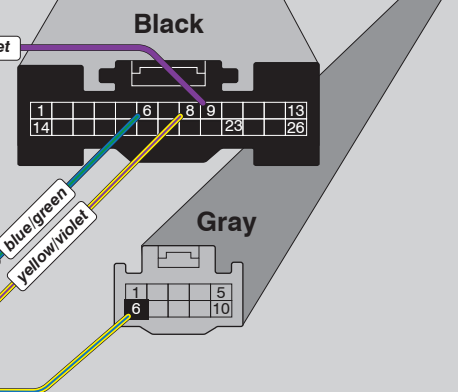 Black
et
1 6 8 9 13
14 23 26
blue/green
yellow/violet
Gray
1 5
6 10